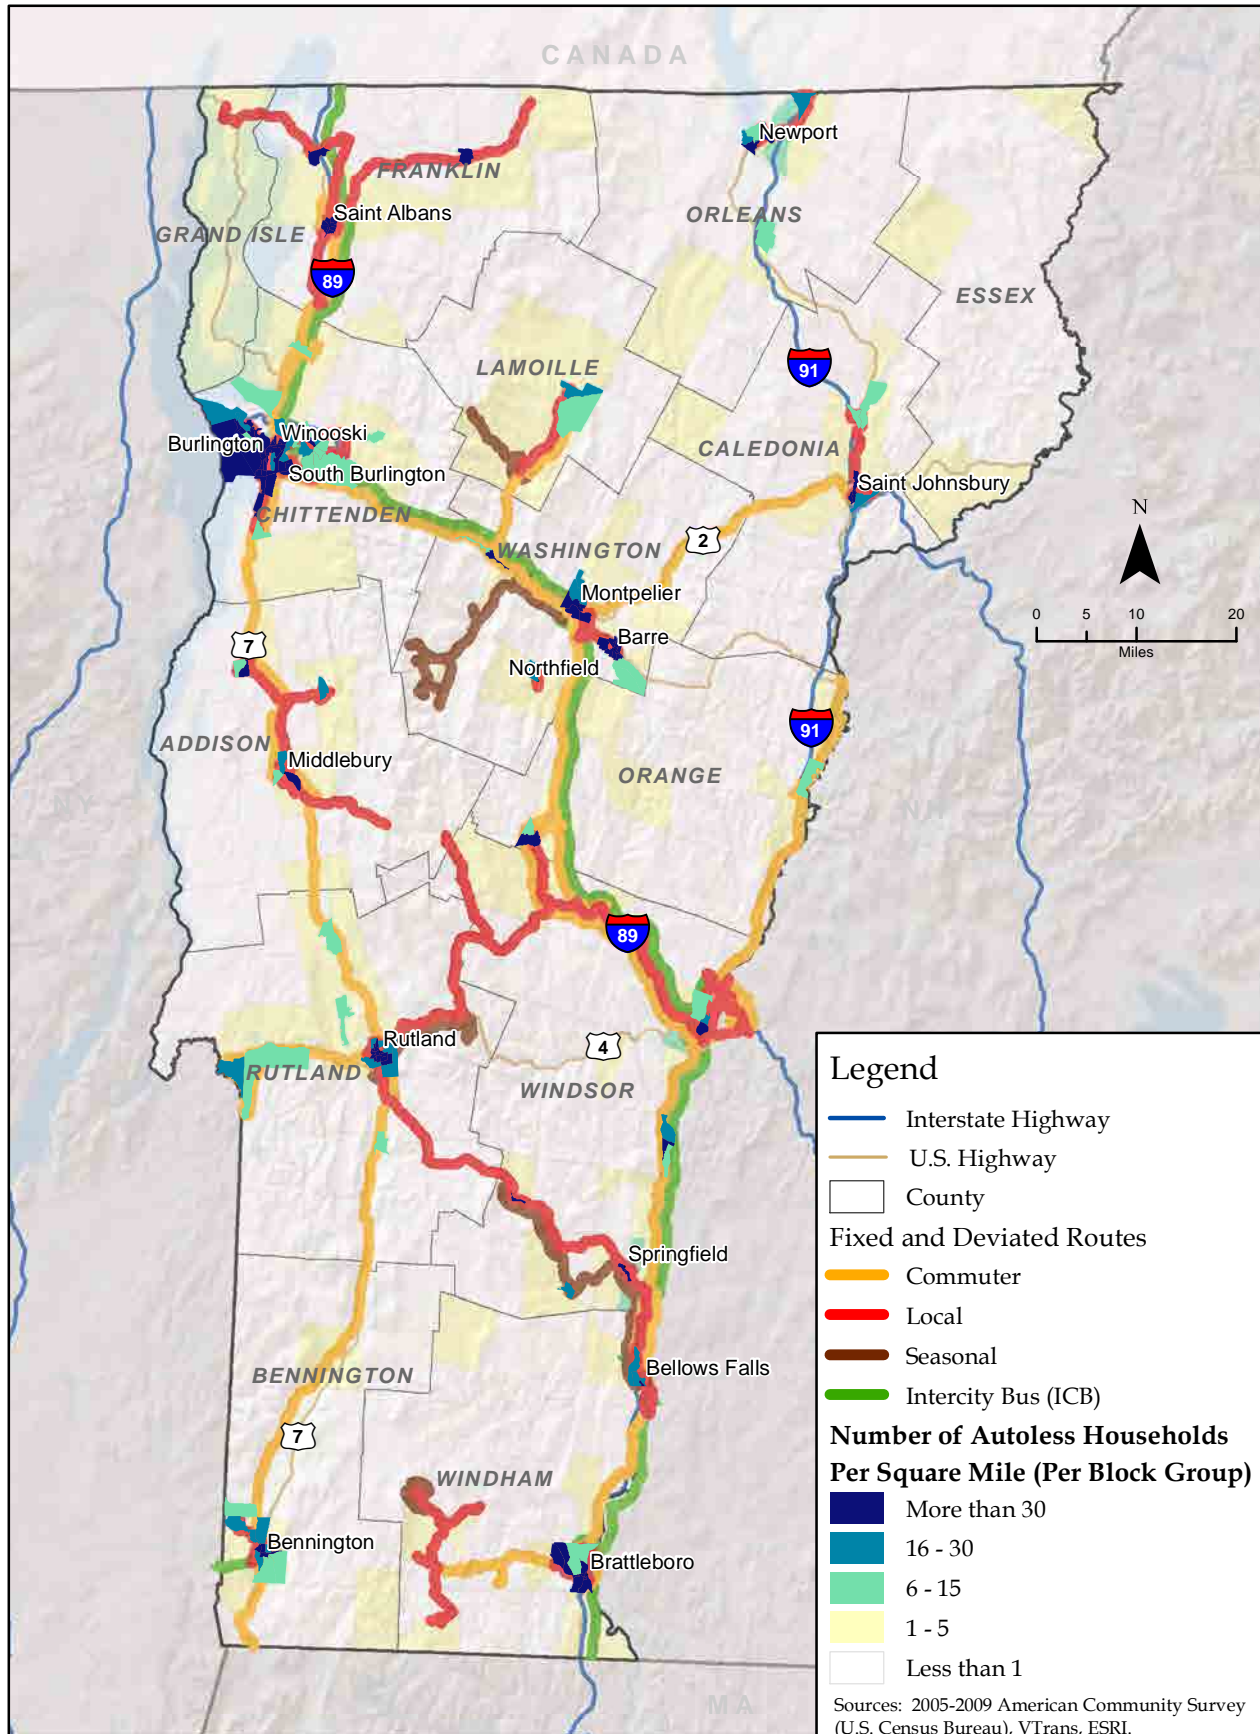 CANADA
Newport
FRANKLIN
ORLEANS
Saint Albans
GRAND ISLE
89
ESSEX
LAMOILLE
91
Winooski
Burlington
CALEDONIA
South Burlington
Saint Johnsbury
CHITTENDEN
N
WASHINGTON
2
Montpelier
0 5 10 20
Miles
Barre
7
Northfield
91
ADDISON
Middlebury
ORANGE
NY
NH
89
Rutland
4
RUTLAND
WINDSOR
Springfield
Bellows Falls
BENNINGTON
7
WINDHAM
Bennington
Brattleboro
MA
Legend
Interstate Highway
U.S. Highway
County
Fixed and Deviated Routes
Commuter
Local
Seasonal
Intercity Bus (ICB)
Number of Autoless Households
Per Square Mile (Per Block Group)
More than 30
16 - 30
6 - 15
1 - 5
Less than 1
Sources: 2005-2009 American Community Survey
(U.S. Census Bureau), VTrans, ESRI.